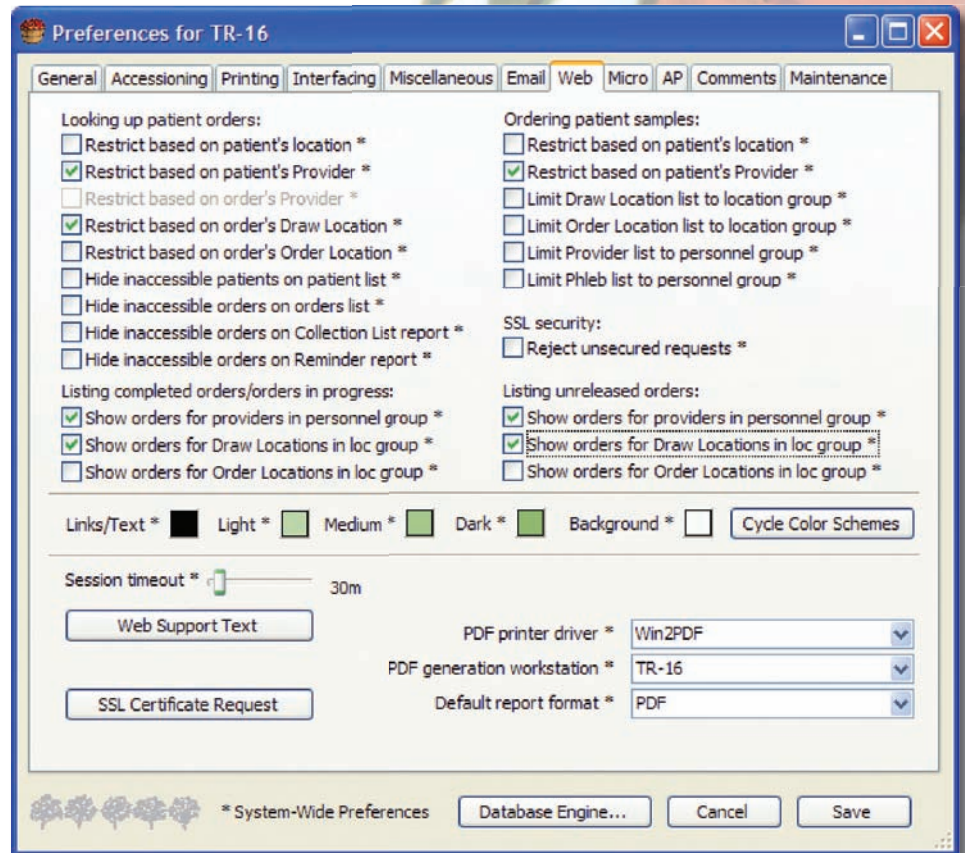 Preferences for TR-16
General Accessioning Printing Interfacing Miscellaneous Email Web Micro AP Comments Maintenance
Looking up patient orders:
Restrict based on patient's location *
Restrict based on patient's Provider *
Restrict based on order's Provider *
Restrict based on order's Draw Location *
Restrict based on order's Order Location *
Hide inaccessible patients on patient list *
Hide inaccessible orders on orders list *
Hide inaccessible orders on Collection List report *
Hide inaccessible orders on Reminder report *
Ordering patient samples:
Restrict based on patient's location *
Restrict based on patient's Provider *
Limit Draw Location list to location group *
Limit Order Location list to location group *
Limit Provider list to personnel group *
Limit Phleb list to personnel group *
SSL security:
Reject unsecured requests *
Listing completed orders/orders in progress:
Show orders for providers in personnel group *
Show orders for Draw Locations in loc group *
Show orders for Order Locations in loc group *
Listing unreleased orders:
Show orders for providers in personnel group *
Show orders for Draw Locations in loc group *
Show orders for Order Locations in loc group *
Links/Text * Light * Medium * Dark * Background * Cycle Color Schemes
Session timeout * 30m
Web Support Text
SSL Certificate Request
PDF printer driver * Win2PDF
PDF generation workstation * TR-16
Default report format * PDF
* System-Wide Preferences Database Engine... Cancel Save